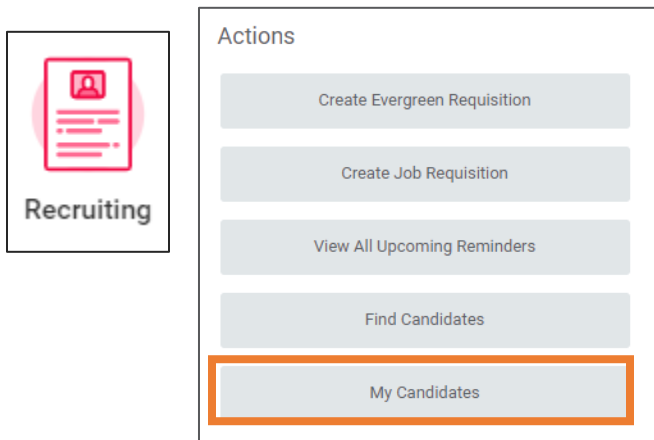 Recruiting
Actions
Create Evergreen Requisition
Create Job Requisition
View All Upcoming Reminders
Find Candidates
My Candidates